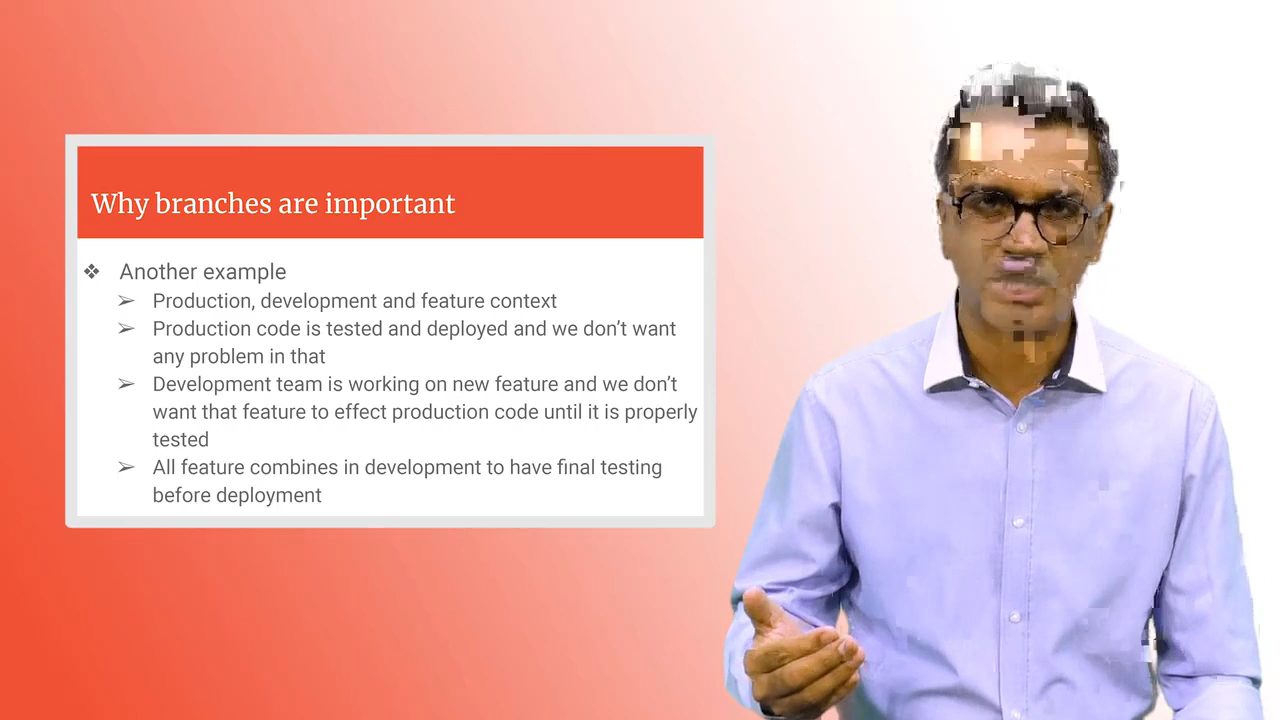 Why branches are important
❖ Another example
➢ Production, development and feature context
➢ Production code is tested and deployed and we don’t want
any problem in that
➢ Development team is working on new feature and we don’t
want that feature to effect production code until it is properly
tested
➢ All feature combines in development to have final testing
before deployment